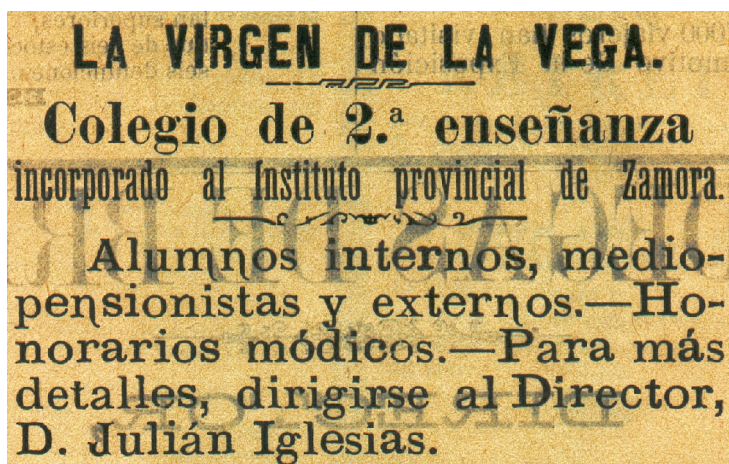 LA VIRGEN DE LA VEGA.
Colegio de 2.ª enseñanza
incorporado al Instituto provincial de Zamora.
Alumnos internos, medio-
pensionistas y externos.—Ho-
norarios módicos.—Para más
detalles, dirigirse al Director,
D. Julián Iglesias.